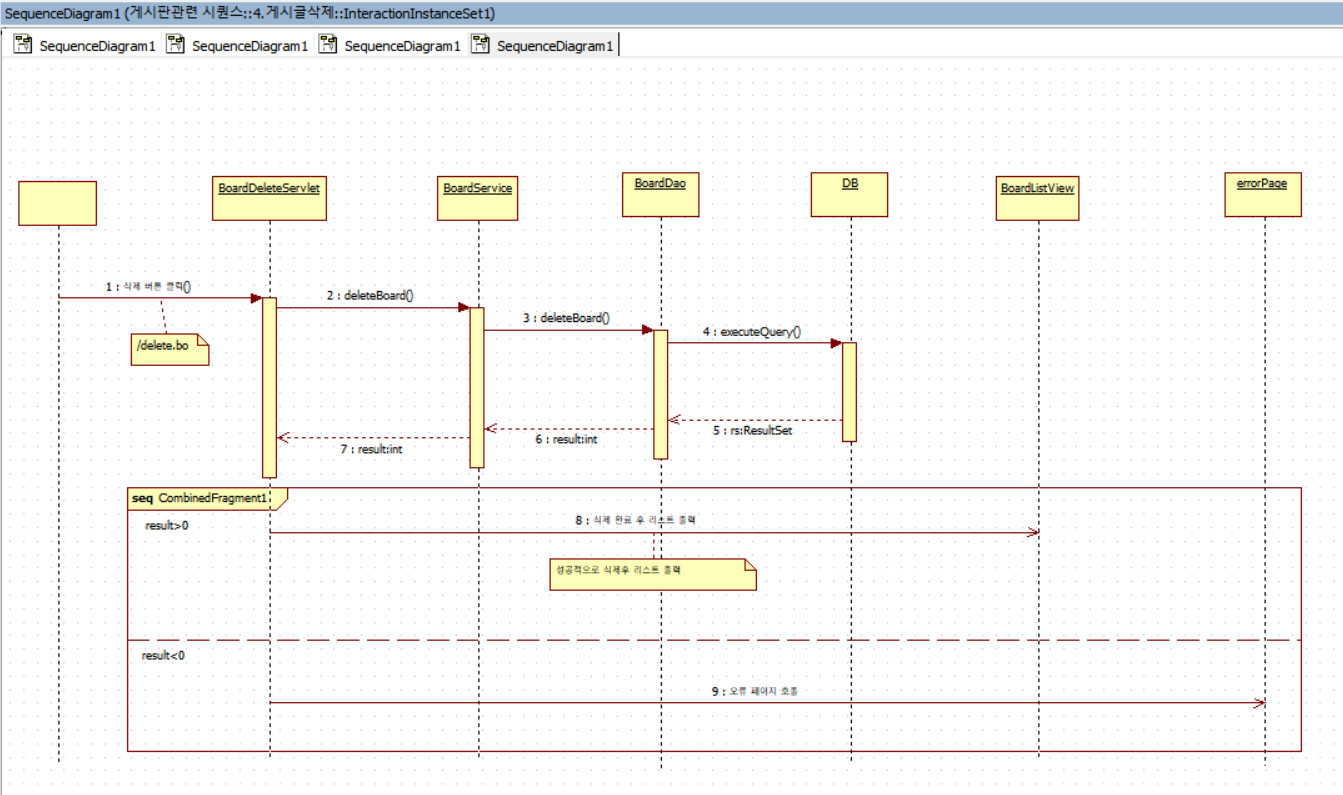 SequenceDiagram1 (게시판관련 시퀀스::4.게시글삭제::InteractionInstanceSet1)
SequenceDiagram1 SequenceDiagram1 SequenceDiagram1 SequenceDiagram1
BoardDeleteServlet BoardService BoardDao DB BoardListView errorPage
1 : 삭제 버튼 클릭()
2 : deleteBoard()
3 : deleteBoard()
4 : executeQuery()
/delete.bo
5 : rs:ResultSet
6 : result:int
7 : result:int
seq CombinedFragment1
result>0
8 : 삭제 완료 후 리스트 출력
성공적으로 삭제후 리스트 출력
result<0
9 : 오류 페이지 호출